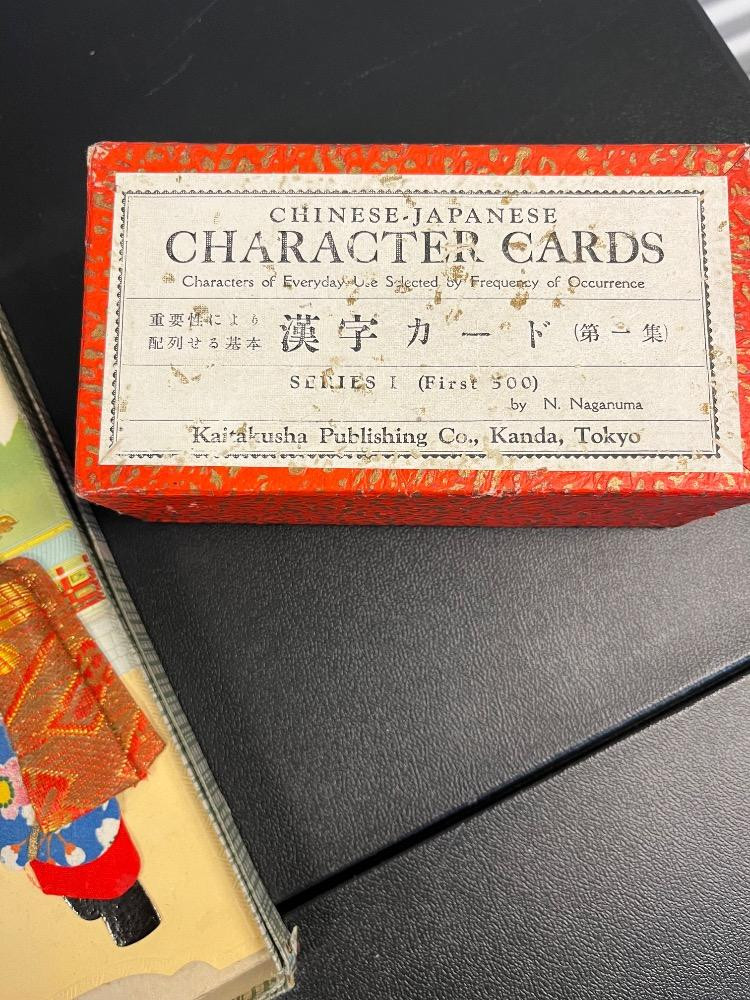 CHINESE-JAPANESE
CHARACTER CARDS
Characters of Everyday Use Selected by Frequency of Occurrence
重要性により
配列せる基本
漢字カード (第一集)
SERIES I (First 500)
by N. Naganuma
Kaitakusha Publishing Co., Kanda, Tokyo